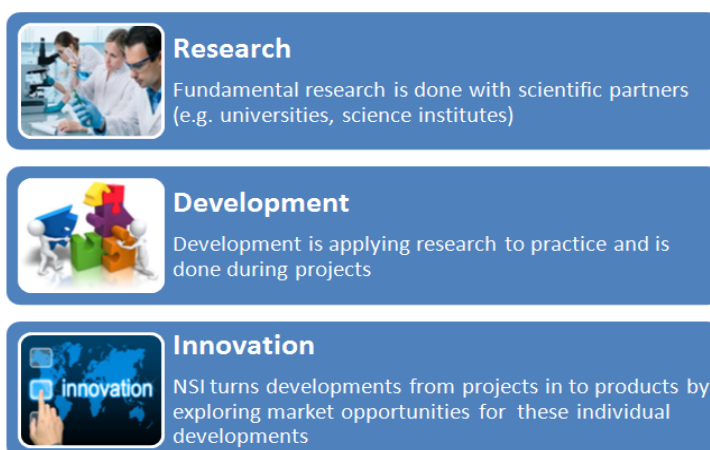 Research
Fundamental research is done with scientific partners
(e.g. universities, science institutes)
Development
Development is applying research to practice and is
done during projects
Innovation
innovation
NSI turns developments from projects in to products by
exploring market opportunities for these individual
developments